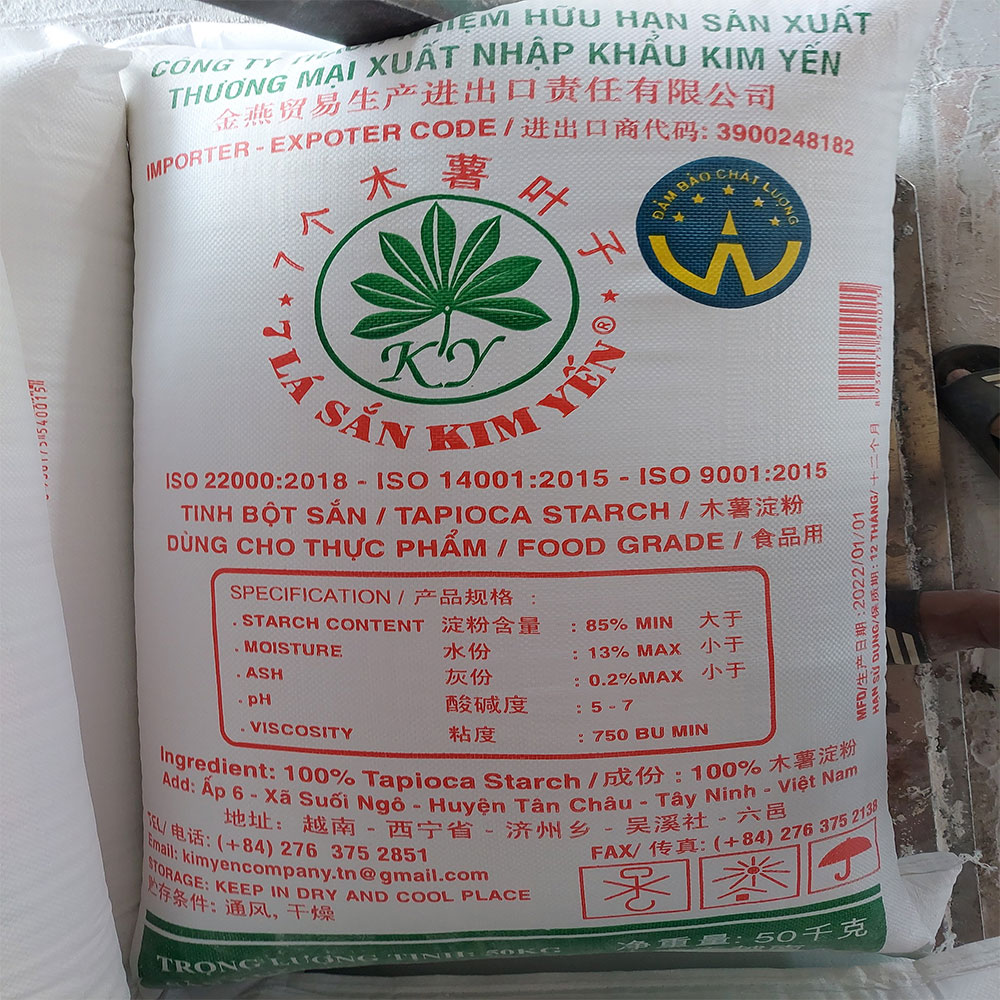 CÔNG TY TRÁCH NHIỆM HỮU HẠN SẢN XUẤT
THƯƠNG MẠI XUẤT NHẬP KHẨU KIM YẾN
金燕贸易生产进出口责任有限公司
IMPORTER - EXPOTER CODE / 进出口商代码: 3900248182
7个木薯叶子
7 LÁ SẮN KIM YẾN®
KY
ĐẢM BẢO CHẤT LƯỢNG
ISO 22000:2018 - ISO 14001:2015 - ISO 9001:2015
TINH BỘT SẮN / TAPIOCA STARCH / 木薯淀粉
DÙNG CHO THỰC PHẨM / FOOD GRADE / 食品用
SPECIFICATION / 产品规格 :
. STARCH CONTENT 淀粉含量 : 85% MIN 大于
. MOISTURE 水份 : 13% MAX 小于
. ASH 灰份 : 0.2%MAX 小于
. pH 酸碱度 : 5 - 7
. VISCOSITY 粘度 : 750 BU MIN
MFD/生产日期: 2022/01/01
HẠN SỬ DỤNG/保质期: 12 THÁNG/ 十二个月
Ingredient: 100% Tapioca Starch / 成份 : 100% 木薯淀粉
Add: Ấp 6 - Xã Suối Ngô - Huyện Tân Châu - Tây Ninh - Việt Nam
地址: 越南 - 西宁省 - 济州乡 - 吴溪社 - 六邑
TEL/ 电话: (+84) 276 375 2851
FAX/ 传真: (+84) 276 375 2138
Email: kimyencompany.tn@gmail.com
STORAGE: KEEP IN DRY AND COOL PLACE
贮存条件: 通风, 干燥
TRỌNG LƯỢNG TỊNH: 50KG
净重量: 50千克